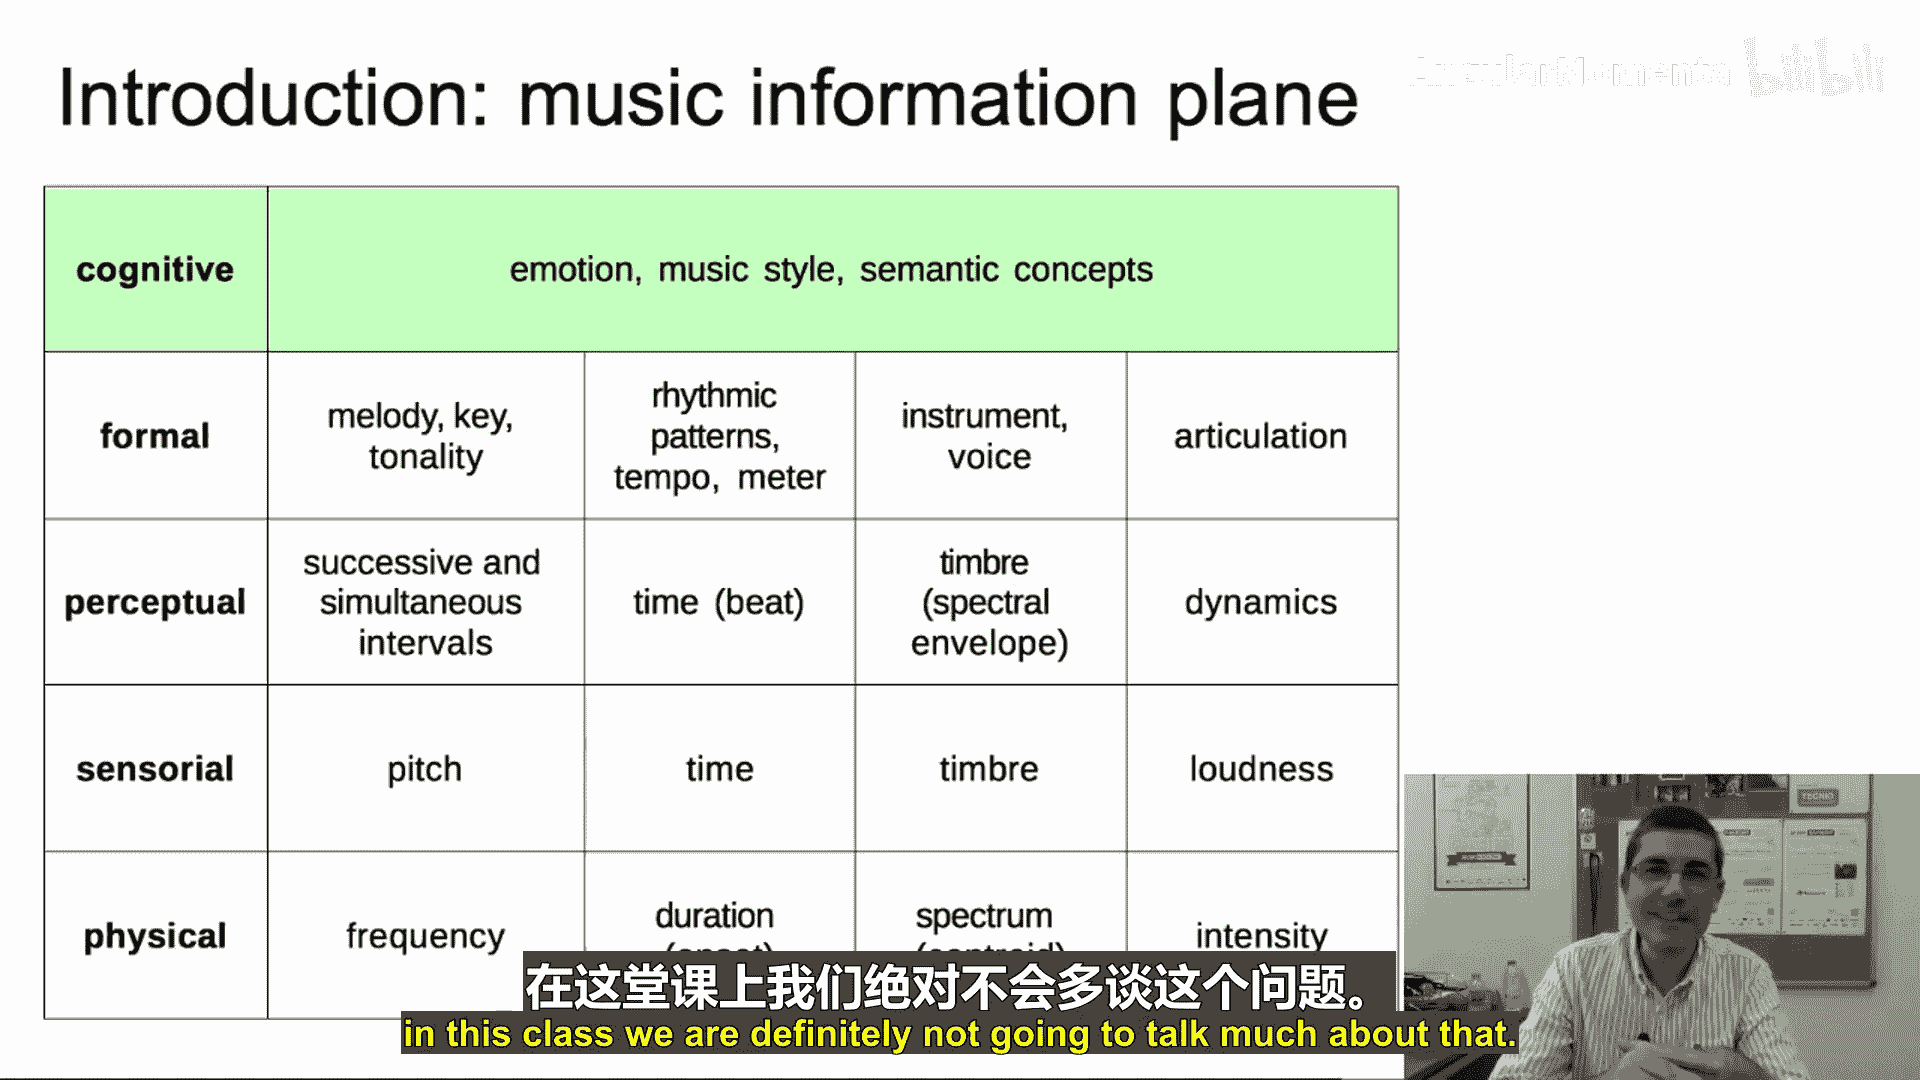 Introduction: music information plane
bilibili
cognitive
emotion, music style, semantic concepts
formal
melody, key,
tonality
rhythmic
patterns,
tempo, meter
instrument,
voice
articulation
perceptual
successive and
simultaneous
intervals
time (beat)
timbre
(spectral
envelope)
dynamics
sensorial
pitch
time
timbre
loudness
physical
frequency
duration
spectrum
intensity
TECNIO
在这堂课上我们绝对不会多谈这个问题。
in this class we are definitely not going to talk much about that.